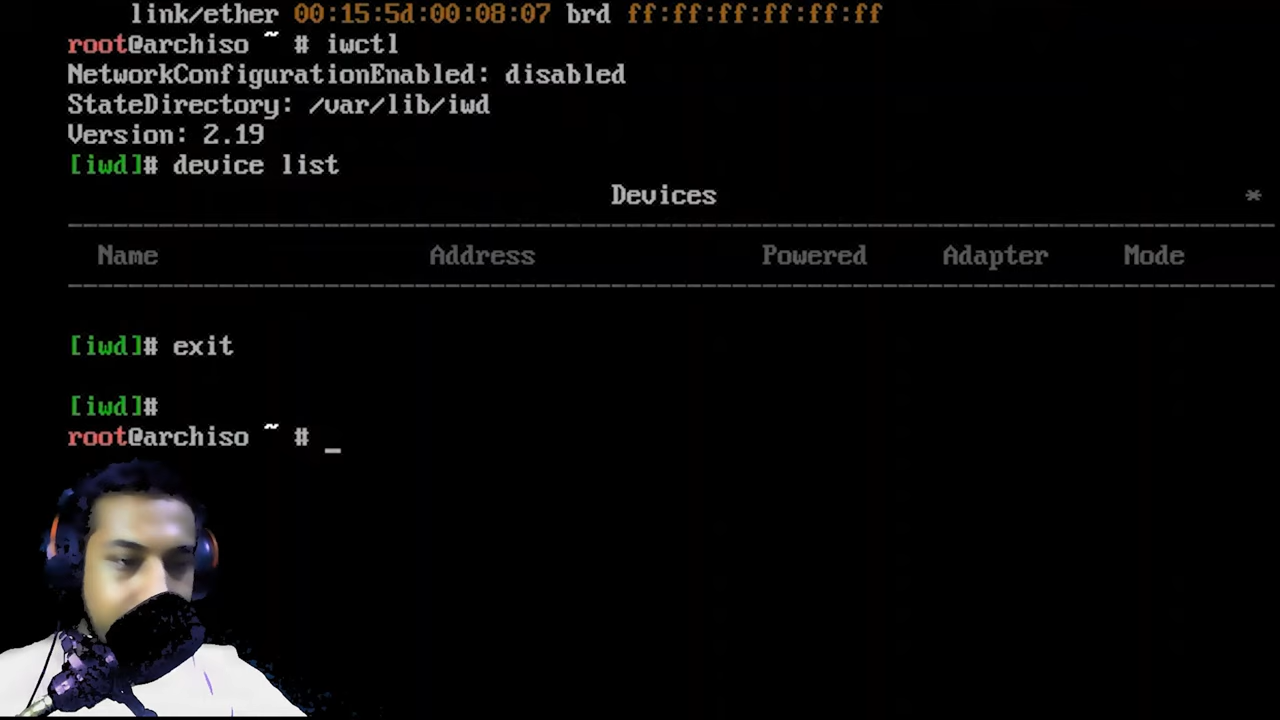 link/ether 00:15:5d:00:08:07 brd ff:ff:ff:ff:ff:ff
root@archiso ~ # iwctl
NetworkConfigurationEnabled: disabled
StateDirectory: /var/lib/iwd
Version: 2.19
[iwd]# device list
Devices *
--------------------------------------------------------------------------------
Name Address Powered Adapter Mode
--------------------------------------------------------------------------------
[iwd]# exit
[iwd]#
root@archiso ~ # _